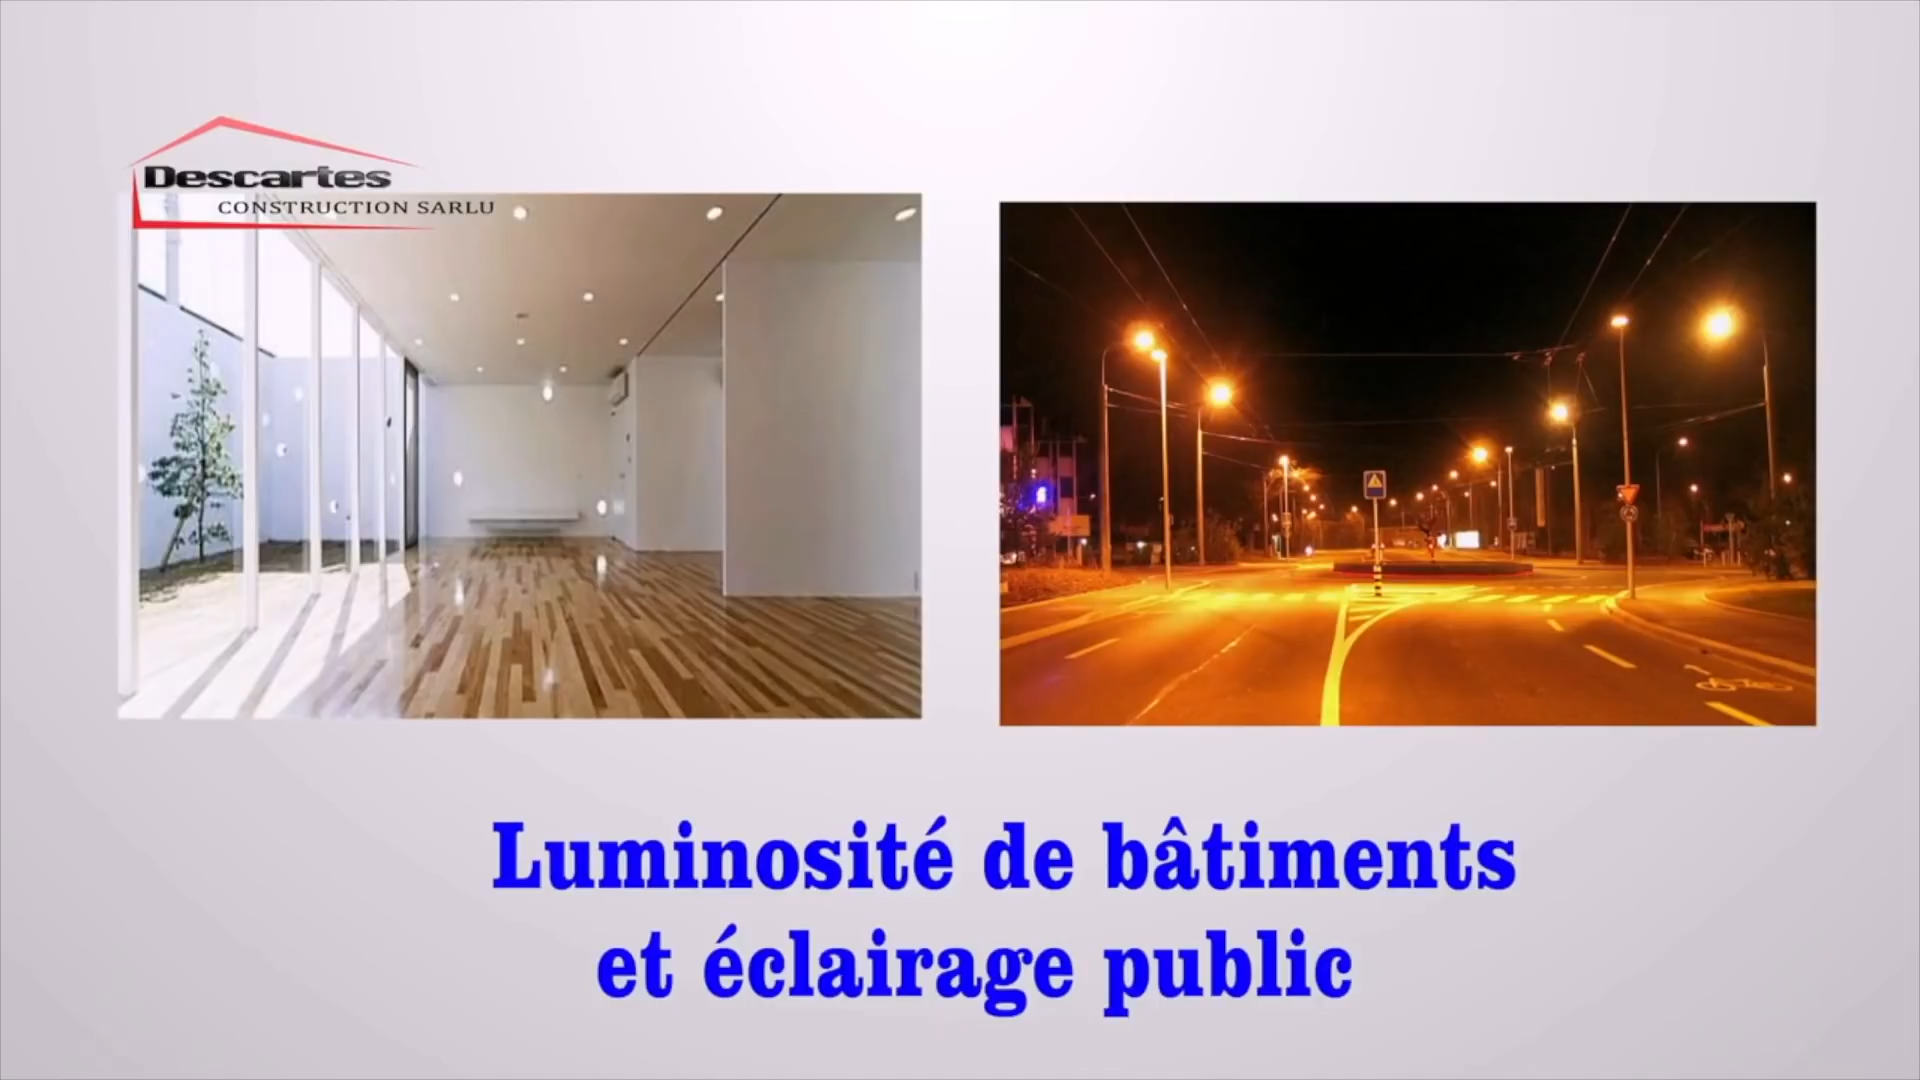 Descartes
CONSTRUCTION SARLU
Luminosité de bâtiments
et éclairage public